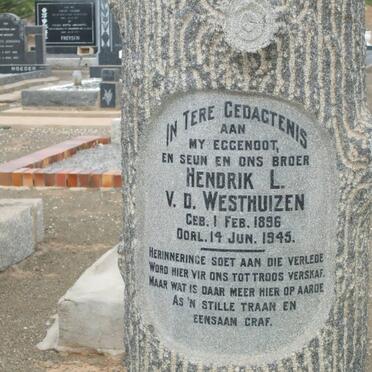 IN TERE GEDACTENIS
AAN
MY EGGENOOT,
EN SEUN EN ONS BROER
HENDRIK L.
V. D. WESTHUIZEN
GEB. 1 FEB. 1896
OORL. 14 JUN. 1945.
HERINNERINGE SOET AAN DIE VERLEDE
WORD HIER VIR ONS TOT TROOS VERSKAF.
MAAR WAT IS DAAR MEER HIER OP AARDE
AS 'N STILLE TRAAN EN
EENSAAM GRAF.
MOEDER